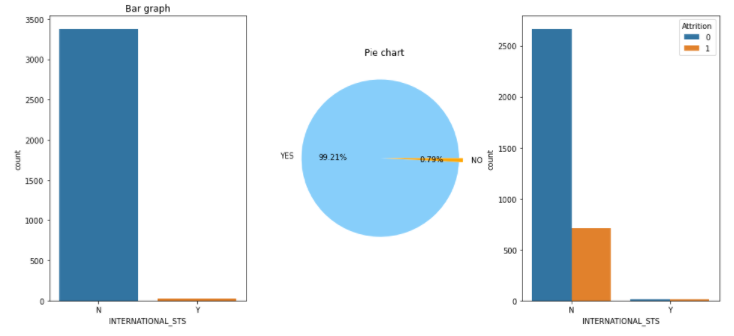 Bar graph
3500
3000
2500
2000
1500
1000
500
0
count
N
Y
INTERNATIONAL_STS
Pie chart
YES
99.21%
0.79%
NO
2500
2000
1500
1000
500
0
count
Attrition
0
1
N
Y
INTERNATIONAL_STS